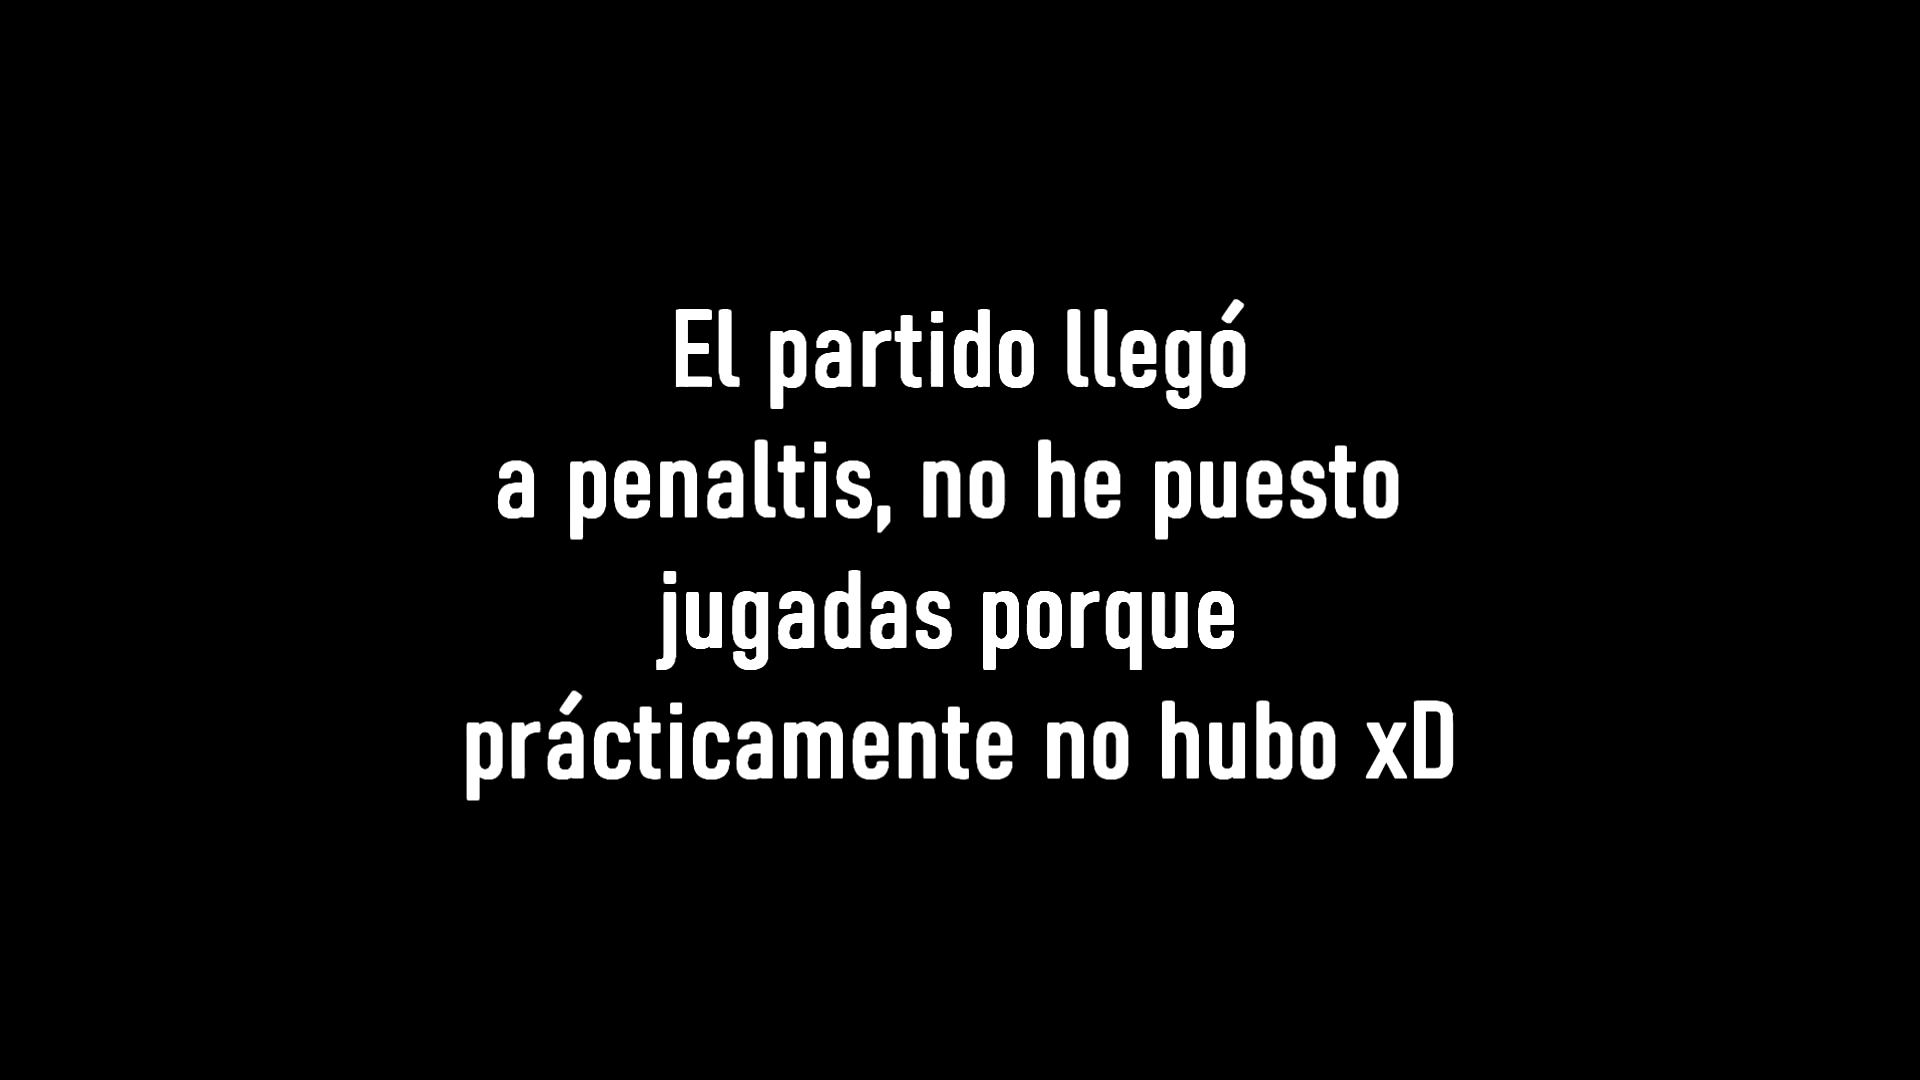 El partido llegó
a penaltis, no he puesto
jugadas porque
prácticamente no hubo xD